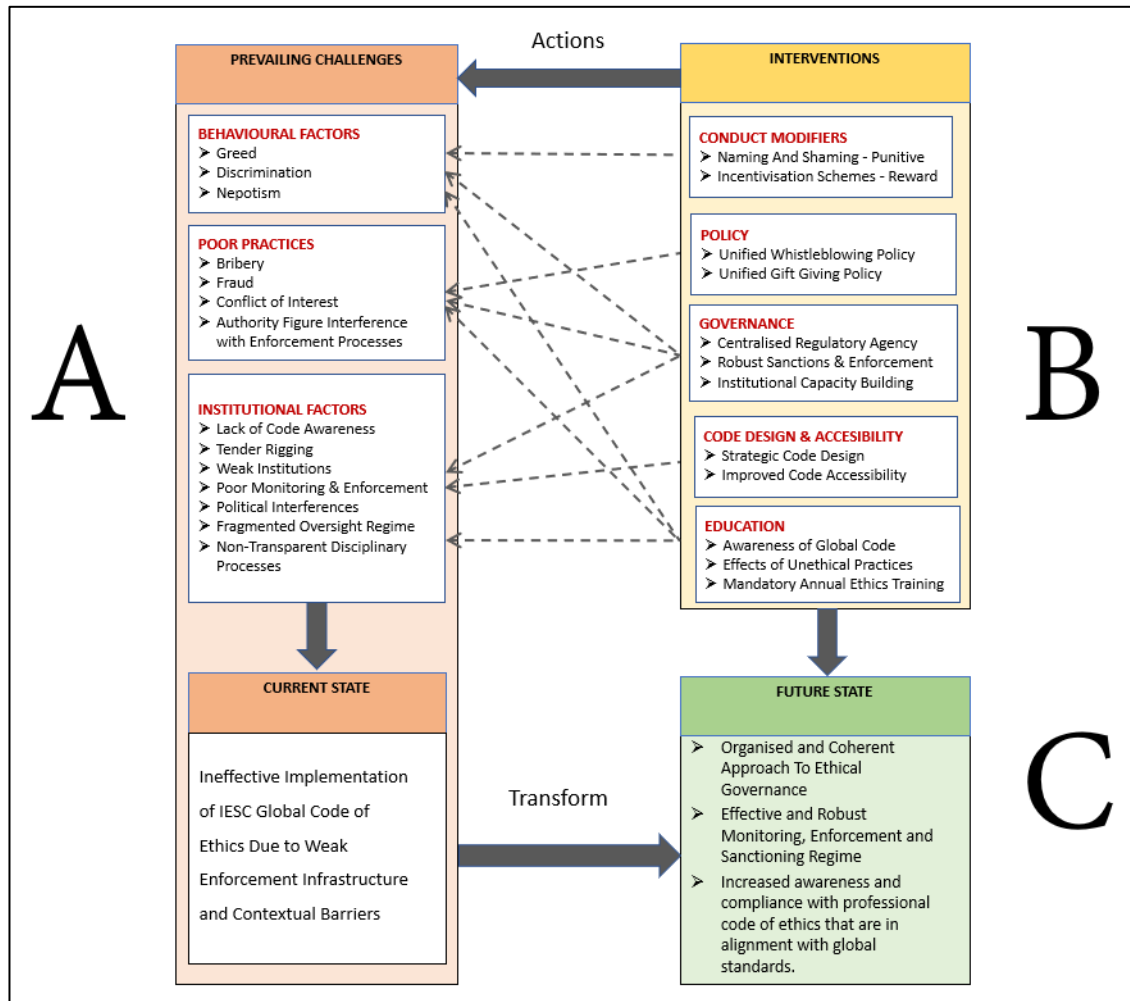 Actions
PREVAILING CHALLENGES
BEHAVIOURAL FACTORS
➤ Greed
➤ Discrimination
➤ Nepotism
POOR PRACTICES
➤ Bribery
➤ Fraud
➤ Conflict of Interest
➤ Authority Figure Interference
with Enforcement Processes
INSTITUTIONAL FACTORS
➤ Lack of Code Awareness
➤ Tender Rigging
➤ Weak Institutions
➤ Poor Monitoring & Enforcement
➤ Political Interferences
➤ Fragmented Oversight Regime
➤ Non-Transparent Disciplinary
Processes
A
CURRENT STATE
Ineffective Implementation
of IESC Global Code of
Ethics Due to Weak
Enforcement Infrastructure
and Contextual Barriers
INTERVENTIONS
CONDUCT MODIFIERS
➤ Naming And Shaming - Punitive
➤ Incentivisation Schemes - Reward
POLICY
➤ Unified Whistleblowing Policy
➤ Unified Gift Giving Policy
GOVERNANCE
➤ Centralised Regulatory Agency
➤ Robust Sanctions & Enforcement
➤ Institutional Capacity Building
CODE DESIGN & ACCESIBILITY
➤ Strategic Code Design
➤ Improved Code Accessibility
EDUCATION
➤ Awareness of Global Code
➤ Effects of Unethical Practices
➤ Mandatory Annual Ethics Training
B
Transform
FUTURE STATE
➤ Organised and Coherent
Approach To Ethical
Governance
➤ Effective and Robust
Monitoring, Enforcement and
Sanctioning Regime
➤ Increased awareness and
compliance with professional
code of ethics that are in
alignment with global
standards.
C